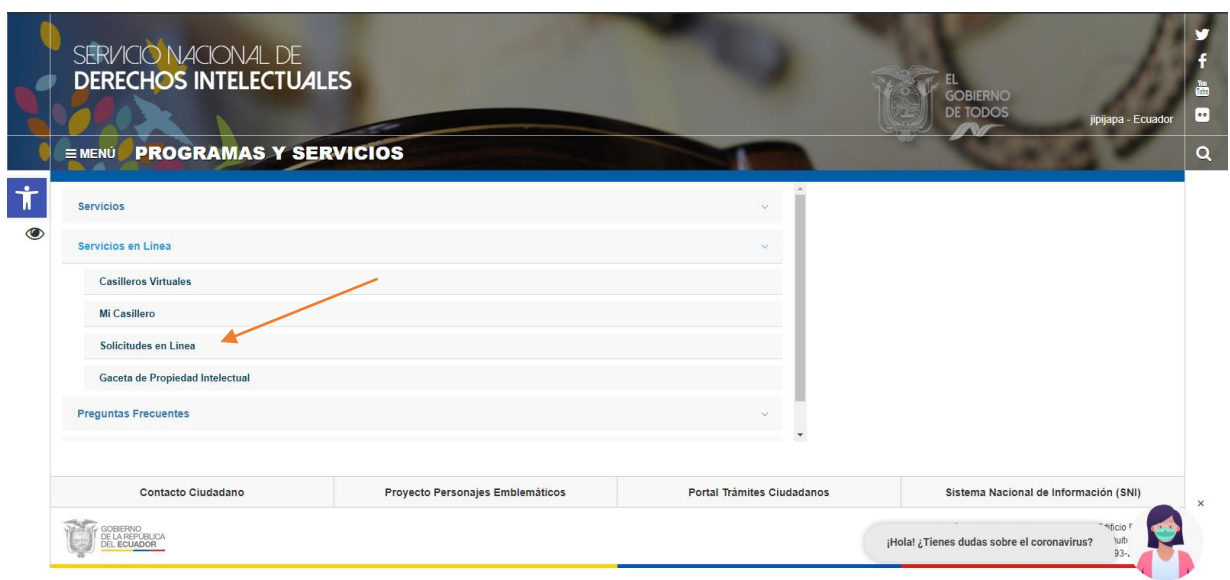 SERVICIO NACIONAL DE
DERECHOS INTELECTUALES
EL
GOBIERNO
DE TODOS
jipijapa - Ecuador
You
Tube
≡ MENÚ PROGRAMAS Y SERVICIOS
Servicios
Servicios en Línea
Casilleros Virtuales
Mi Casillero
Solicitudes en Línea
Gaceta de Propiedad Intelectual
Preguntas Frecuentes
Contacto Ciudadano
Proyecto Personajes Emblemáticos
Portal Trámites Ciudadanos
Sistema Nacional de Información (SNI)
GOBIERNO
DE LA REPÚBLICA
DEL ECUADOR
¡Hola! ¿Tienes dudas sobre el coronavirus?